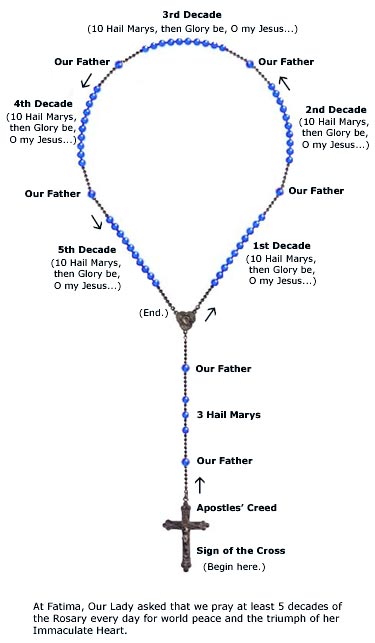 3rd Decade
(10 Hail Marys, then Glory be, O my Jesus...)
Our Father
Our Father
4th Decade
(10 Hail Marys,
then Glory be,
O my Jesus...)
2nd Decade
(10 Hail Marys,
then Glory be,
O my Jesus...)
Our Father
Our Father
5th Decade
(10 Hail Marys,
then Glory be,
O my Jesus...)
1st Decade
(10 Hail Marys,
then Glory be,
O my Jesus...)
(End.)
Our Father
3 Hail Marys
Our Father
Apostles' Creed
Sign of the Cross
(Begin here.)
At Fatima, Our Lady asked that we pray at least 5 decades of
the Rosary every day for world peace and the triumph of her
Immaculate Heart.